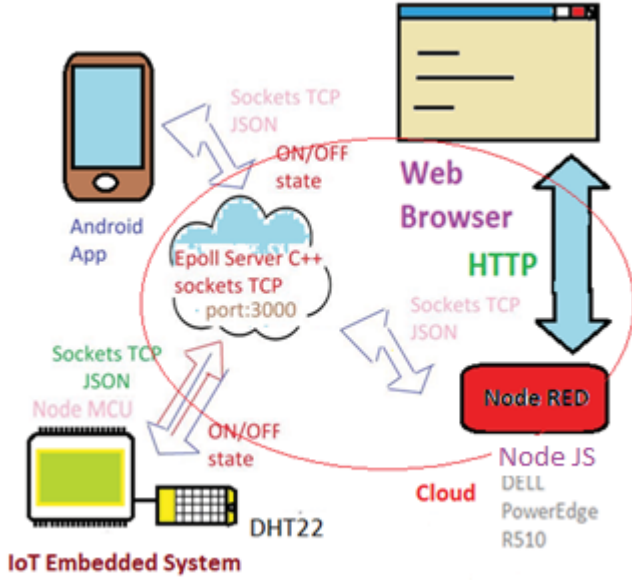 Sockets TCP
JSON
ON/OFF
state
Web
Browser
Android
App
HTTP
Epoll Server C++
sockets TCP
port:3000
Sockets TCP
JSON
Sockets TCP
JSON
Node MCU
ON/OFF
state
Node RED
Node JS
Cloud
DELL
PowerEdge
R510
DHT22
IoT Embedded System